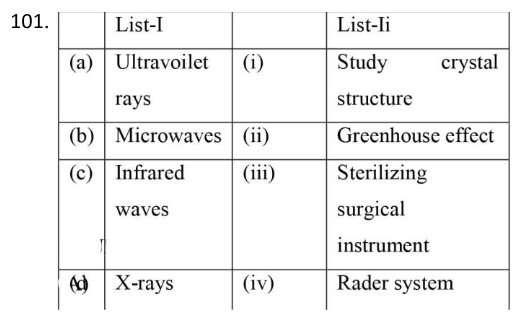 101.
List-I List-Ii
(a) Ultravoilet (i) Study crystal
rays structure
(b) Microwaves (ii) Greenhouse effect
(c) Infrared (iii) Sterilizing
waves surgical
instrument
(d) X-rays (iv) Rader system